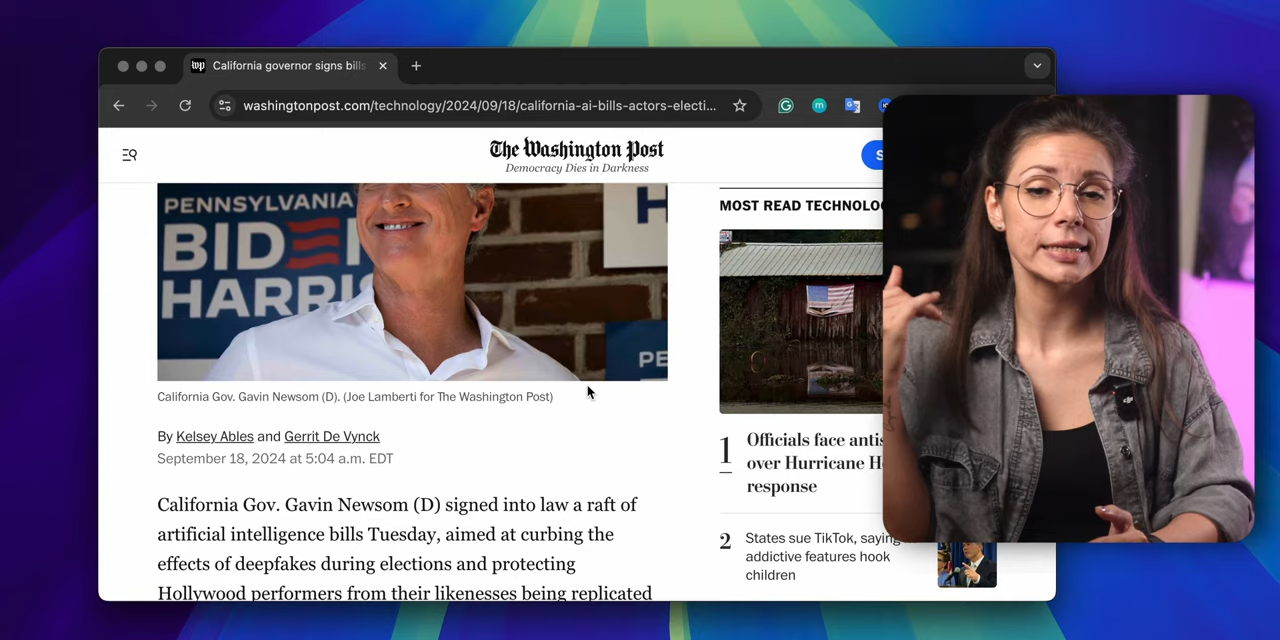 wp California governor signs bills
washingtonpost.com/technology/2024/09/18/california-ai-bills-actors-electi...
The Washington Post
Democracy Dies in Darkness
S
PENNSYLVANIA
BIDEN
HARRIS
H
PE
California Gov. Gavin Newsom (D). (Joe Lamberti for The Washington Post)
By Kelsey Ables and Gerrit De Vynck
September 18, 2024 at 5:04 a.m. EDT
California Gov. Gavin Newsom (D) signed into law a raft of
artificial intelligence bills Tuesday, aimed at curbing the
effects of deepfakes during elections and protecting
Hollywood performers from their likenesses being replicated
MOST READ TECHNOLO
1 Officials face antis
over Hurricane H
response
2 States sue TikTok, saying
addictive features hook
children